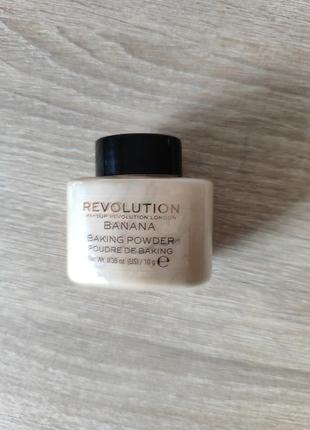 REVOLUTION
MAKEUP REVOLUTION LONDON
BANANA
BAKING POWDER
POUDRE DE BAKING
Net Wt. 0.35 oz (US) / 10 g ℮